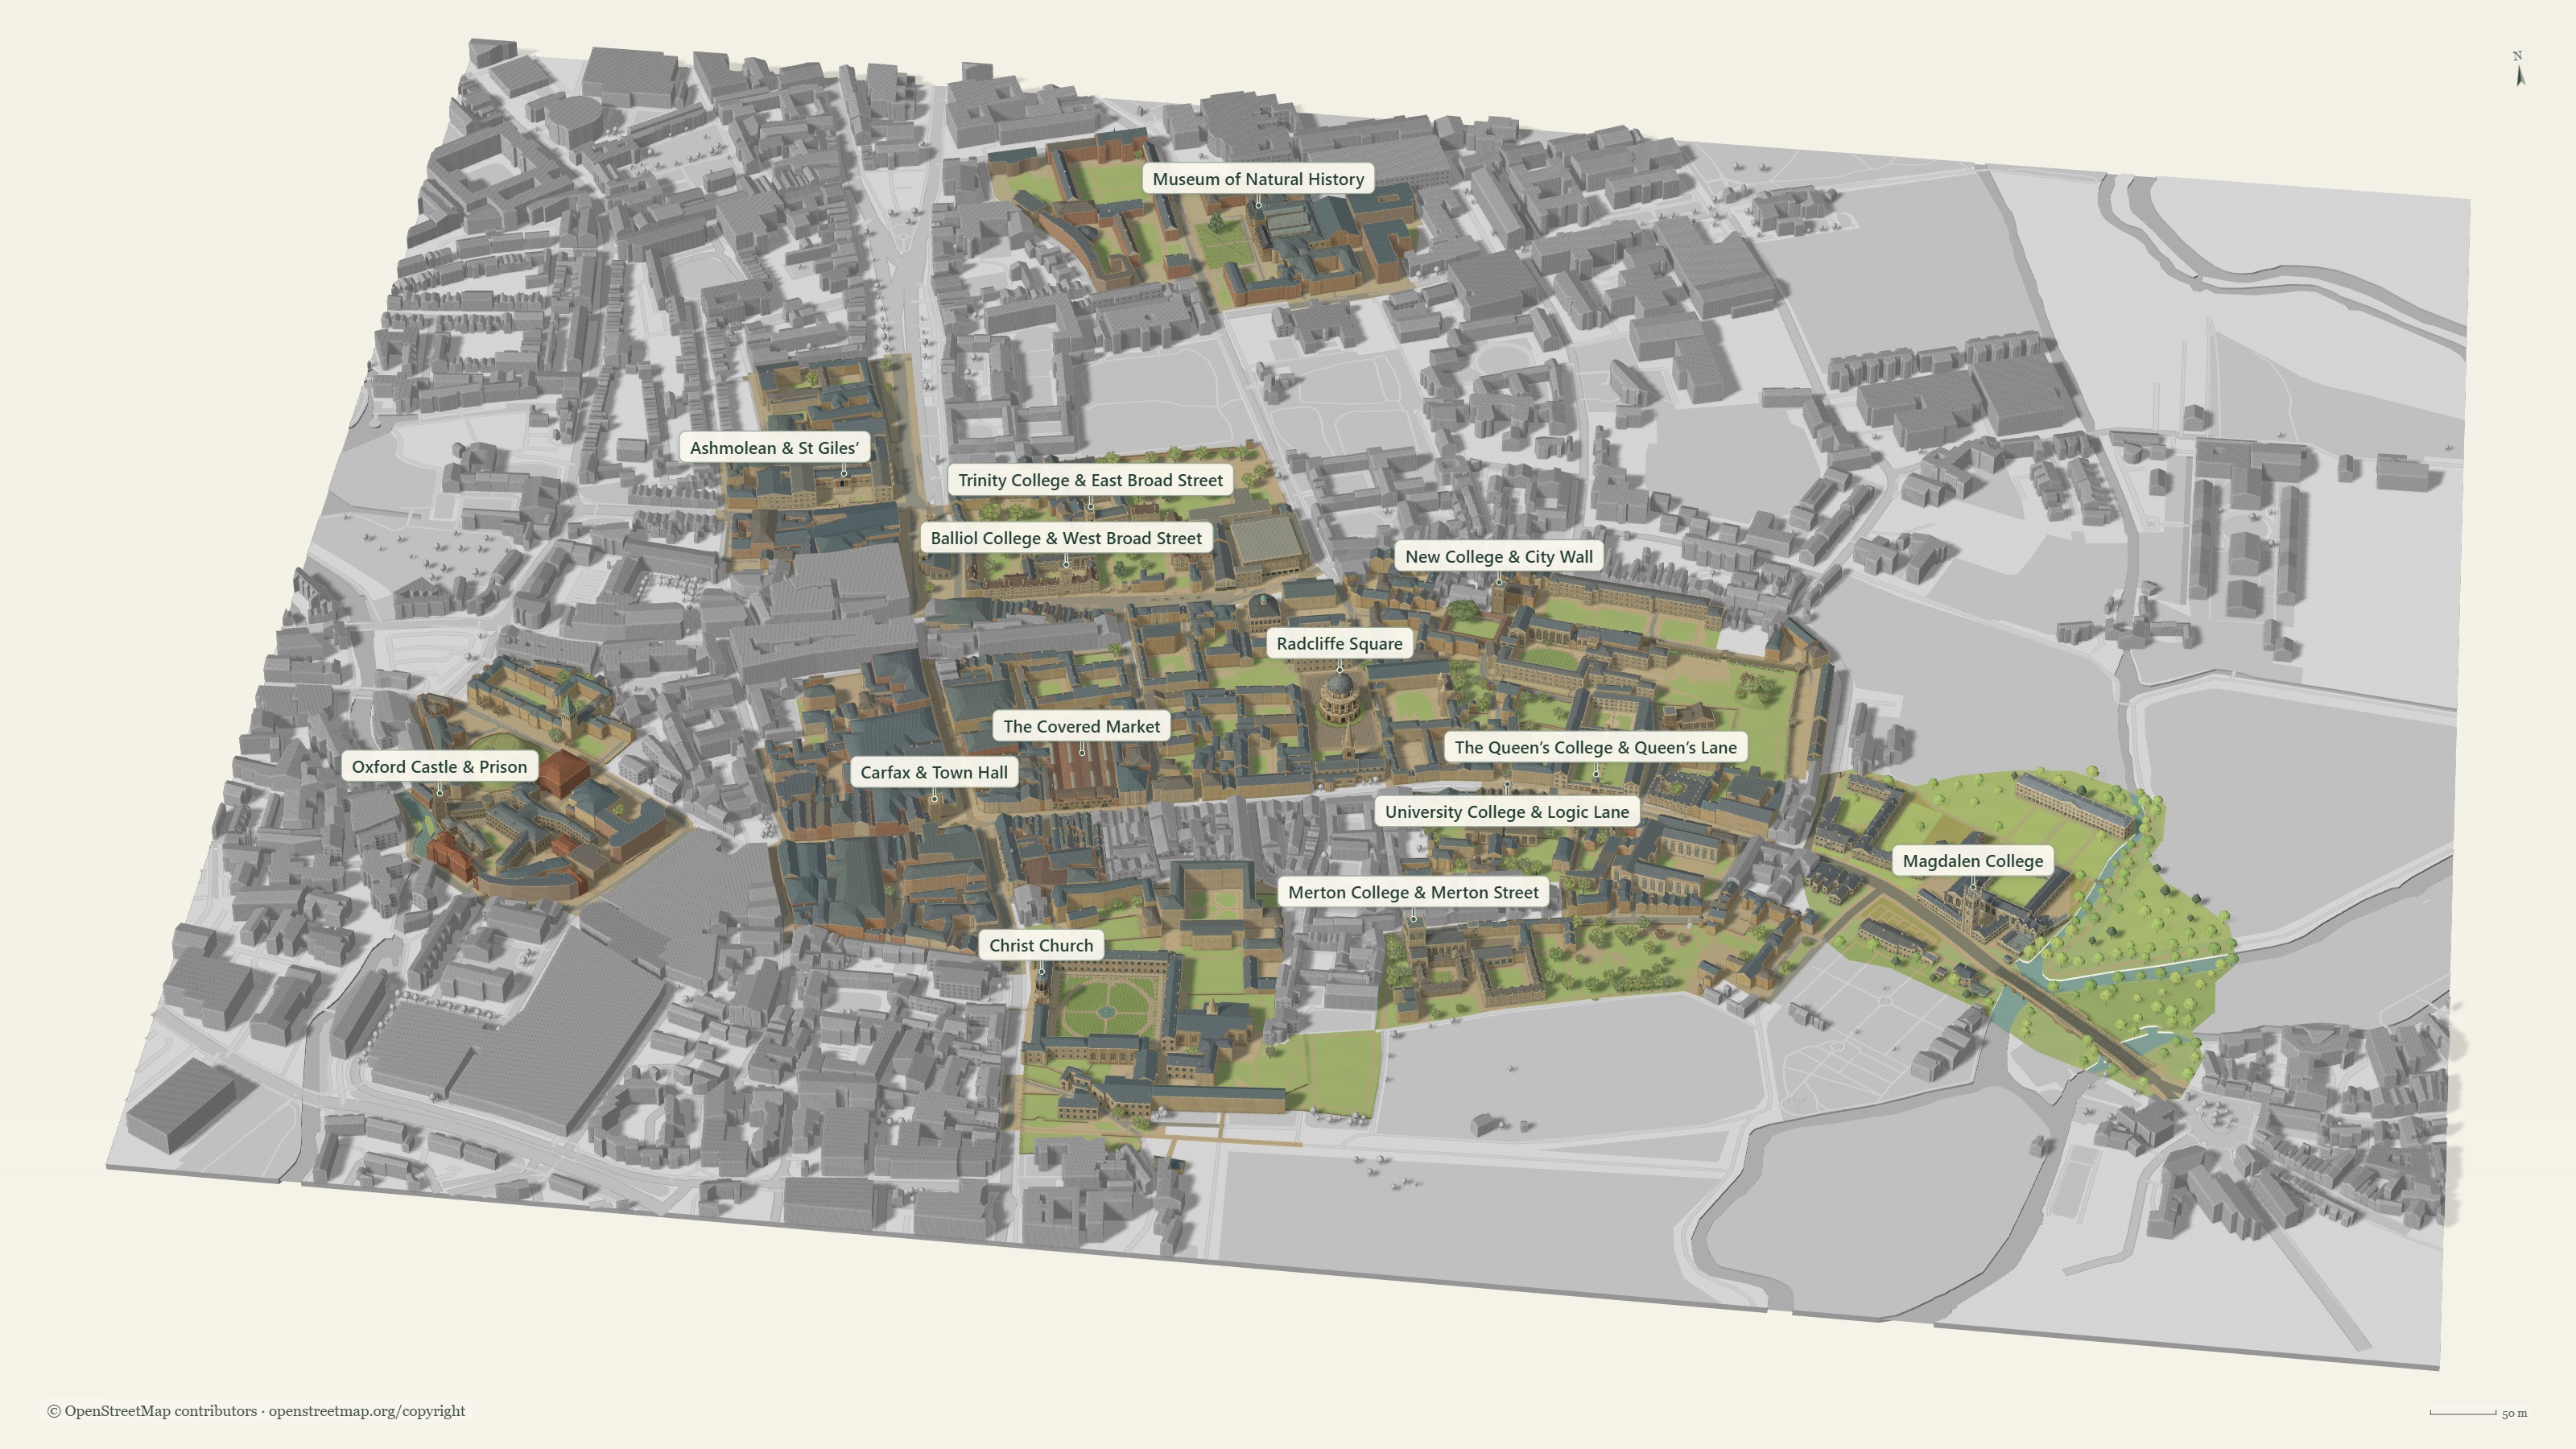 N
Museum of Natural History
Ashmolean & St Giles’
Trinity College & East Broad Street
Balliol College & West Broad Street
New College & City Wall
Radcliffe Square
The Covered Market
The Queen’s College & Queen’s Lane
Oxford Castle & Prison
Carfax & Town Hall
University College & Logic Lane
Magdalen College
Merton College & Merton Street
Christ Church
© OpenStreetMap contributors · openstreetmap.org/copyright
50 m